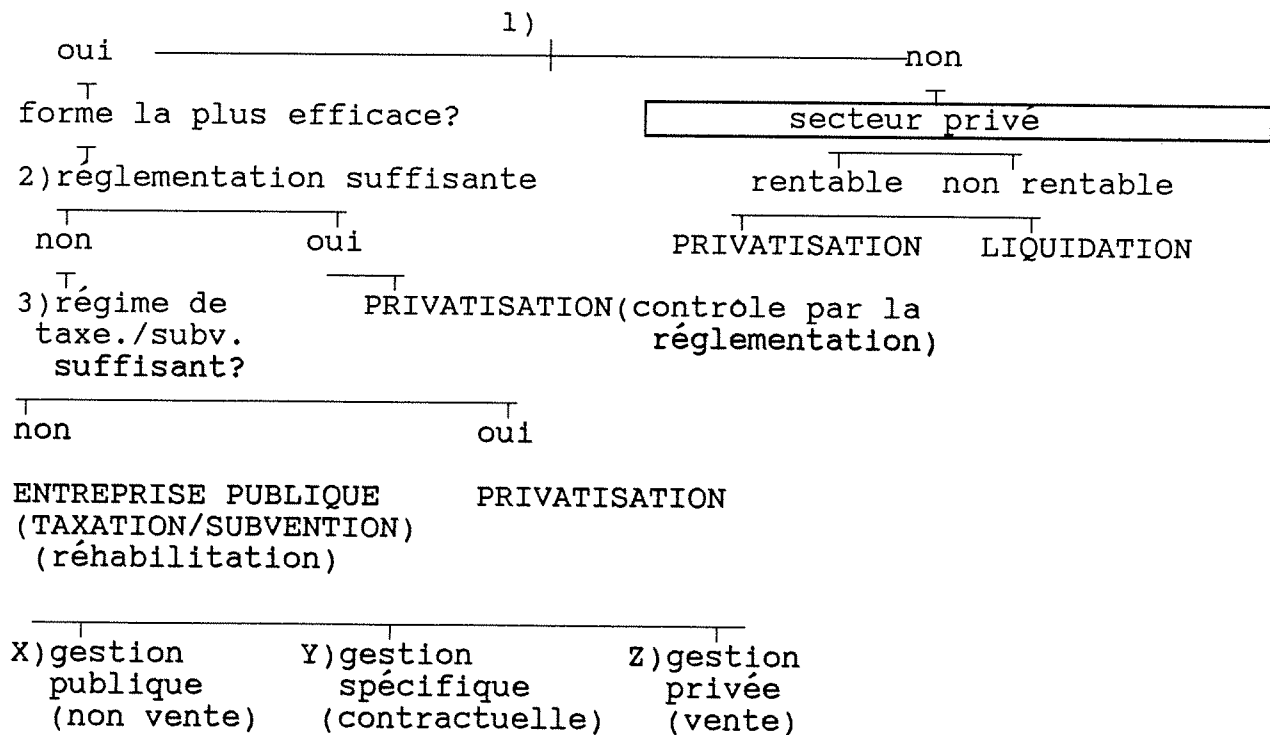 1)
oui non
forme la plus efficace? secteur privé
2)réglementation suffisante rentable non rentable
non oui PRIVATISATION LIQUIDATION
3)régime de PRIVATISATION(contrôle par la
taxe./subv. réglementation)
suffisant?
non oui
ENTREPRISE PUBLIQUE PRIVATISATION
(TAXATION/SUBVENTION)
(réhabilitation)
X)gestion Y)gestion Z)gestion
publique spécifique privée
(non vente) (contractuelle) (vente)